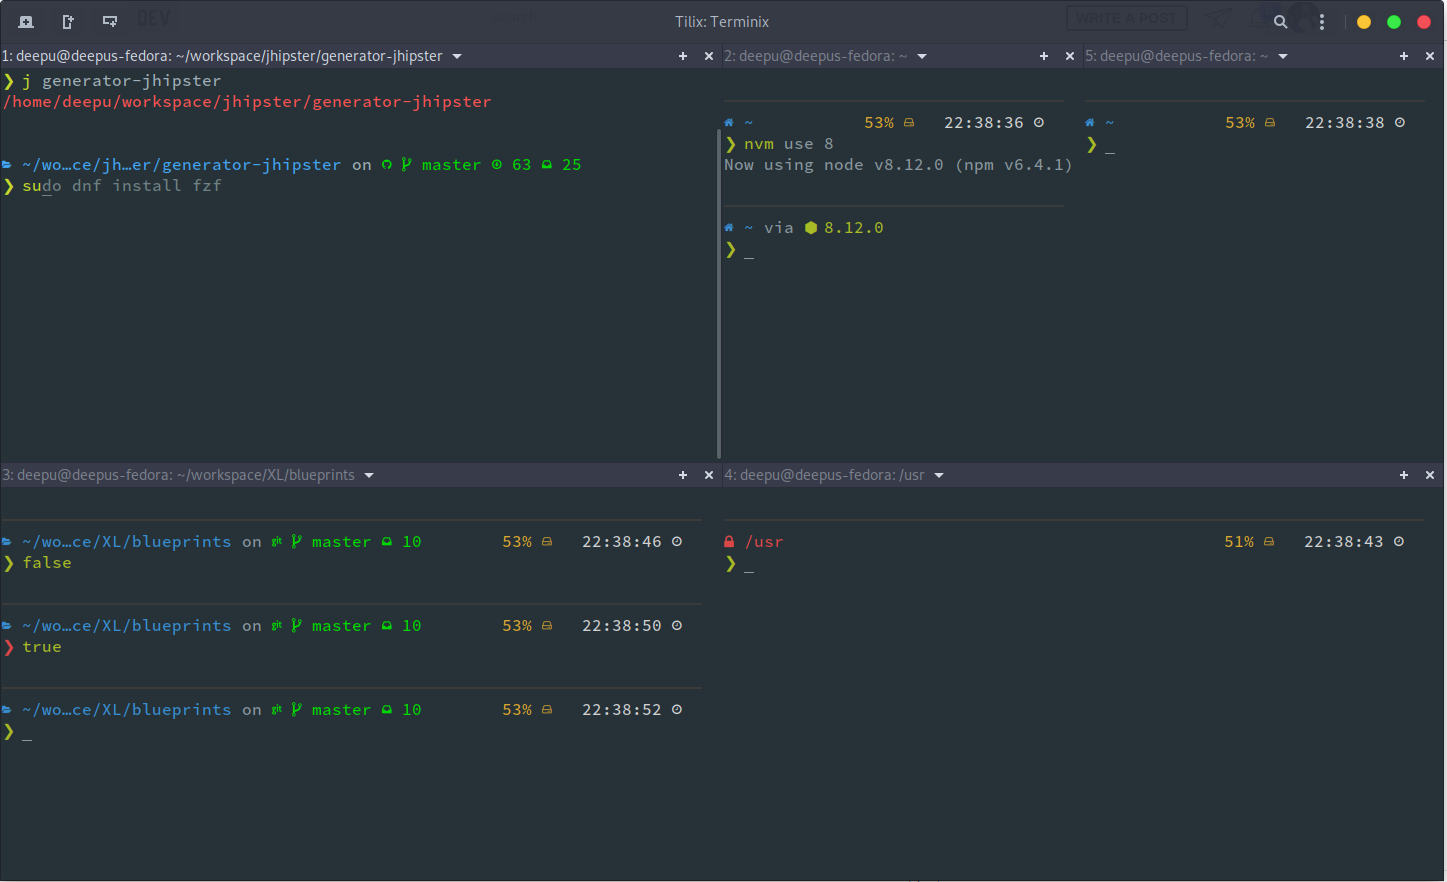 DEV
search
Tilix: Terminix
WRITE A POST
1: deepu@deepus-fedora: ~/workspace/jhipster/generator-jhipster
❯ j generator-jhipster
/home/deepu/workspace/jhipster/generator-jhipster
~/wo…ce/jh…er/generator-jhipster on master 63 25
❯ sudo dnf install fzf
2: deepu@deepus-fedora: ~
~ 53% 22:38:36
❯ nvm use 8
Now using node v8.12.0 (npm v6.4.1)
~ via ⬢ 8.12.0
❯ _
5: deepu@deepus-fedora: ~
~ 53% 22:38:38
❯ _
3: deepu@deepus-fedora: ~/workspace/XL/blueprints
~/wo…ce/XL/blueprints on git master 10 53% 22:38:46
❯ false
~/wo…ce/XL/blueprints on git master 10 53% 22:38:50
❯ true
~/wo…ce/XL/blueprints on git master 10 53% 22:38:52
❯ _
4: deepu@deepus-fedora: /usr
/usr 51% 22:38:43
❯ _